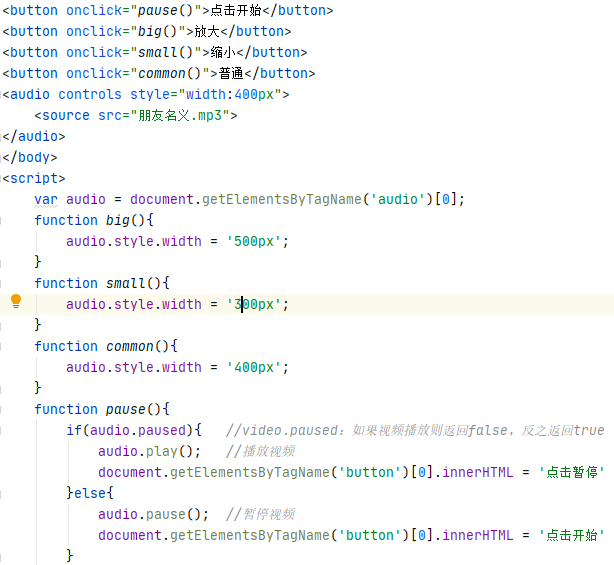 <button onclick="pause()">点击开始</button>
<button onclick="big()">放大</button>
<button onclick="small()">缩小</button>
<button onclick="common()">普通</button>
<audio controls style="width:400px">
    <source src="朋友名义.mp3">
</audio>
</body>
<script>
    var audio = document.getElementsByTagName('audio')[0];
    function big(){
        audio.style.width = '500px';
    }
    function small(){
        audio.style.width = '300px';
    }
    function common(){
        audio.style.width = '400px';
    }
    function pause(){
        if(audio.paused){   //video.paused：如果视频播放则返回false，反之返回true
            audio.play();   //播放视频
            document.getElementsByTagName('button')[0].innerHTML = '点击暂停'
        }else{
            audio.pause();  //暂停视频
            document.getElementsByTagName('button')[0].innerHTML = '点击开始'
        }